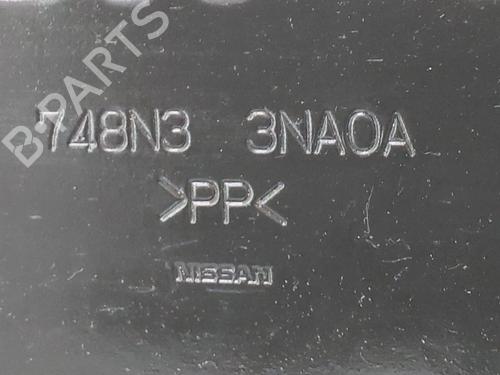 B-PARTS
748N3 3NA0A
>PP<
NISSAN